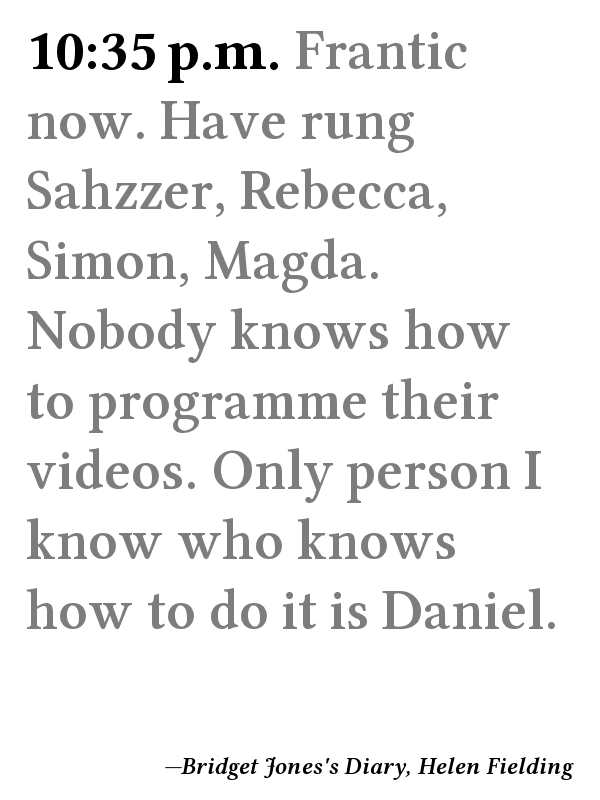 10:35 p.m. Frantic
now. Have rung
Sahzzer, Rebecca,
Simon, Magda.
Nobody knows how
to programme their
videos. Only person I
know who knows
how to do it is Daniel.
—Bridget Jones's Diary, Helen Fielding